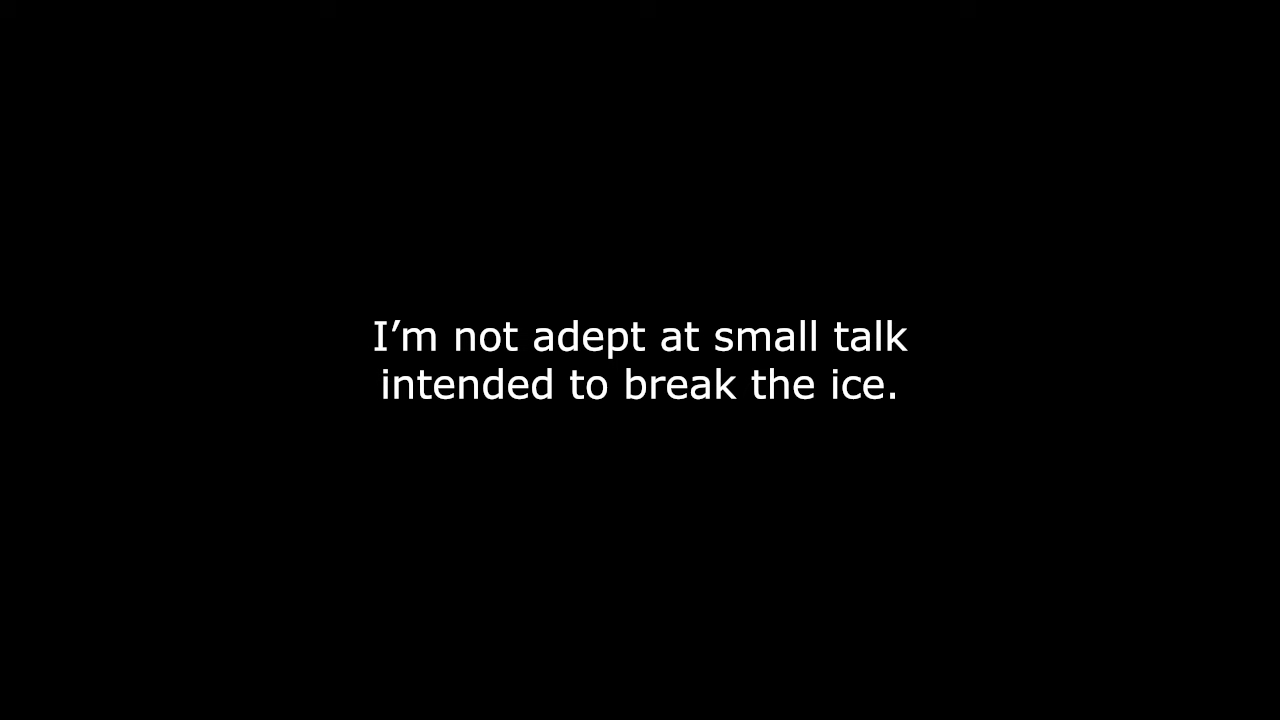 I’m not adept at small talk
intended to break the ice.